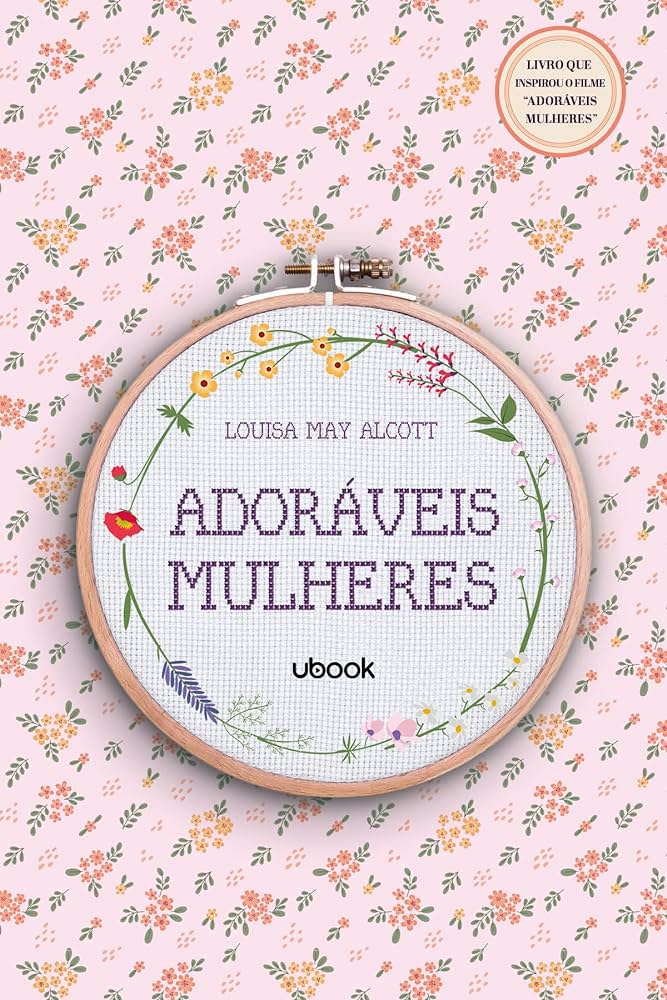 LIVRO QUE
INSPIROU O FILME
“ADORÁVEIS
MULHERES”
LOUISA MAY ALCOTT
ADORÁVEIS
MULHERES
ubook